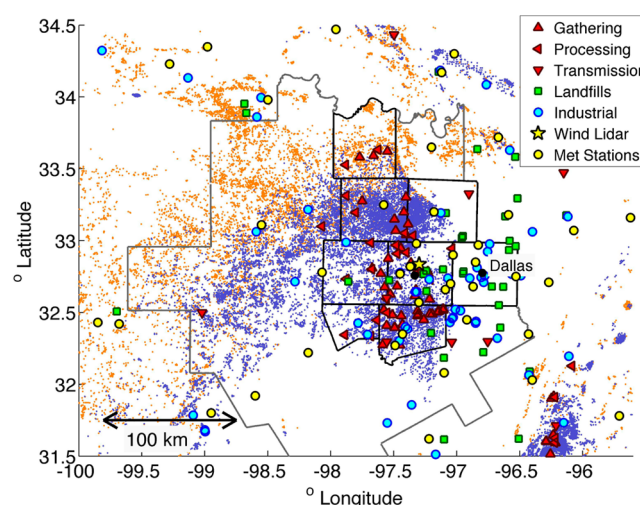 34.5
34
33.5
33
32.5
32
31.5
o Latitude
Gathering
Processing
Transmission
Landfills
Industrial
Wind Lidar
Met Stations
Dallas
100 km
-100 -99.5 -99 -98.5 -98 -97.5 -97 -96.5 -96
o Longitude